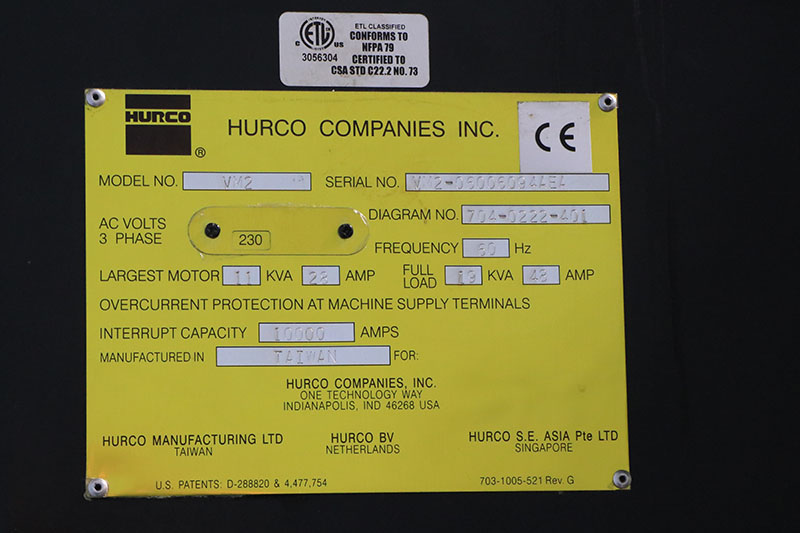 ETL CLASSIFIED
ETL
C US
CONFORMS TO
NFPA 79
3056304
CERTIFIED TO
CSA STD C22.2 NO. 73
HURCO
®
HURCO COMPANIES INC.
CE
MODEL NO. VM2 SERIAL NO.
DIAGRAM NO. 704-0222-401
AC VOLTS
3 PHASE
230
FREQUENCY 60 Hz
LARGEST MOTOR 11 KVA 28 AMP FULL LOAD 19 KVA 48 AMP
OVERCURRENT PROTECTION AT MACHINE SUPPLY TERMINALS
INTERRUPT CAPACITY 10000 AMPS
MANUFACTURED IN TAIWAN FOR:
HURCO COMPANIES, INC.
ONE TECHNOLOGY WAY
INDIANAPOLIS, IND 46268 USA
HURCO MANUFACTURING LTD
TAIWAN
HURCO BV
NETHERLANDS
HURCO S.E. ASIA Pte LTD
SINGAPORE
U.S. PATENTS: D-288820 & 4,477,754
703-1005-521 Rev. G